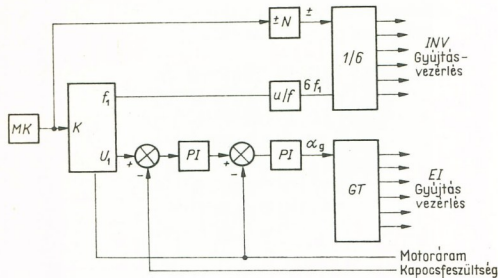 ±N
±
1/6
INV
Gyújtás-
vezérlés
f₁
u/f
6f₁
MK
K
U₁
+
-
PI
+
-
PI
αg
GT
EI
Gyújtás
vezérlés
Motoráram
Kapocsfeszültség